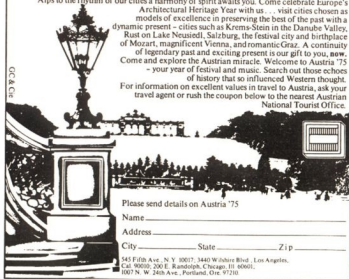 Alps to the rhythm of our cities a harmony of spirit awaits you. Come celebrate Europe's
Architectural Heritage Year with us . . . visit cities chosen as
models of excellence in preserving the best of the past with a
dynamic present – cities such as Krems-Stein in the Danube Valley,
Rust on Lake Neusiedl, Salzburg, the festival city and birthplace
of Mozart, magnificent Vienna, and romantic Graz. A continuity
of legendary past and exciting present is our gift to you, now.
Come and explore the Austrian miracle. Welcome to Austria '75
– your year of festival and music. Search out those echoes
of history that so influenced Western thought.
For information on excellent values in travel to Austria, ask your
travel agent or rush the coupon below to the nearest Austrian
National Tourist Office.
GC & Cie
Please send details on Austria '75
Name
Address
City State Zip
545 Fifth Ave., N.Y. 10017; 3440 Wilshire Blvd., Los Angeles,
Cal. 90010; 200 E. Randolph, Chicago, Ill. 60601,
1007 N. W. 24th Ave., Portland, Ore. 97210